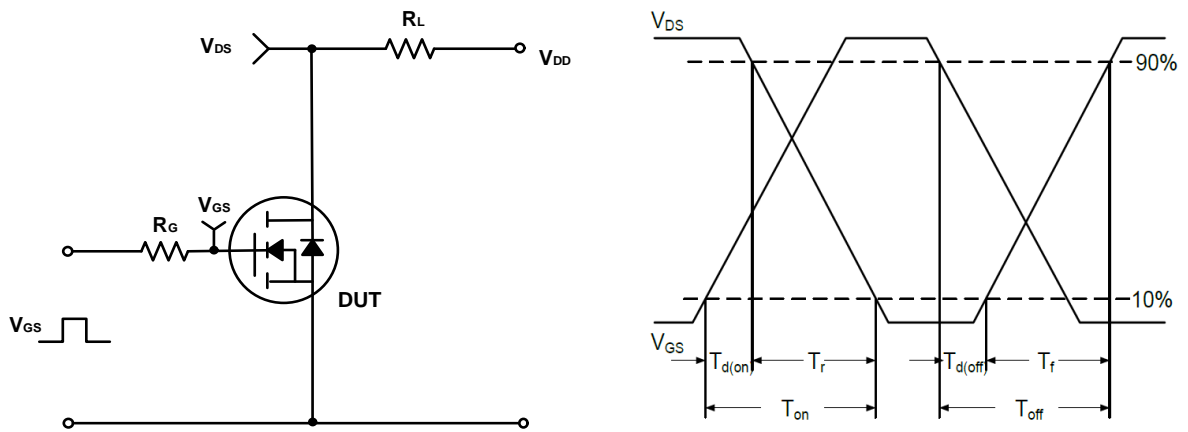 RL
VDS
VDD
RG
VGS
DUT
VGS
VDS
90%
10%
VGS
Td(on)
Tr
Td(off)
Tf
Ton
Toff